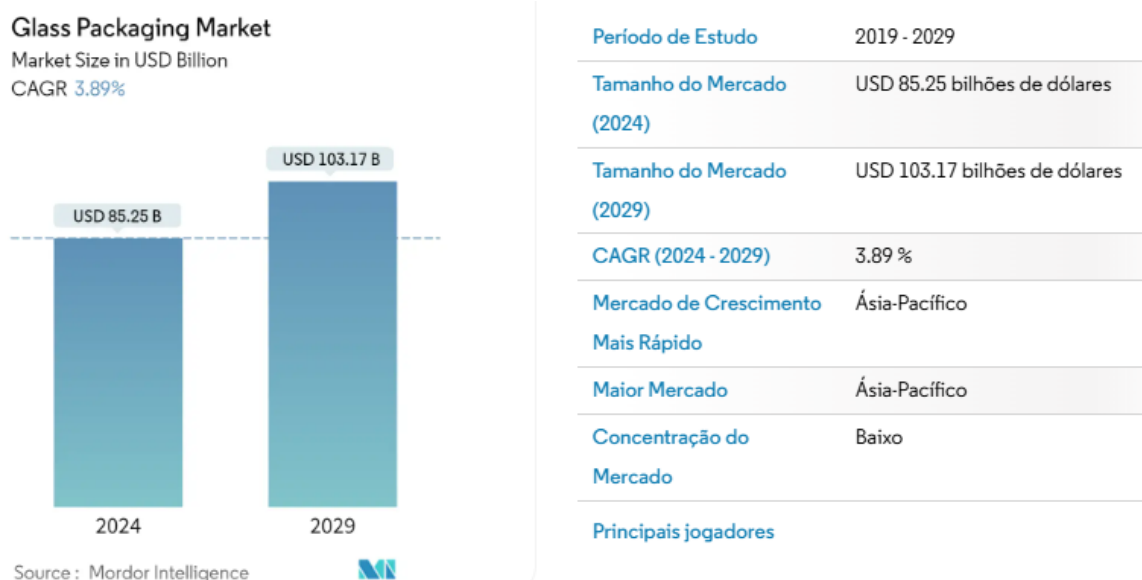 Glass Packaging Market
Market Size in USD Billion
CAGR 3.89%
USD 103.17 B
USD 85.25 B
2024
2029
Source : Mordor Intelligence
Período de Estudo
2019 - 2029
Tamanho do Mercado
(2024)
USD 85.25 bilhões de dólares
Tamanho do Mercado
(2029)
USD 103.17 bilhões de dólares
CAGR (2024 - 2029)
3.89 %
Mercado de Crescimento
Mais Rápido
Ásia-Pacífico
Maior Mercado
Ásia-Pacífico
Concentração do
Mercado
Baixo
Principais jogadores